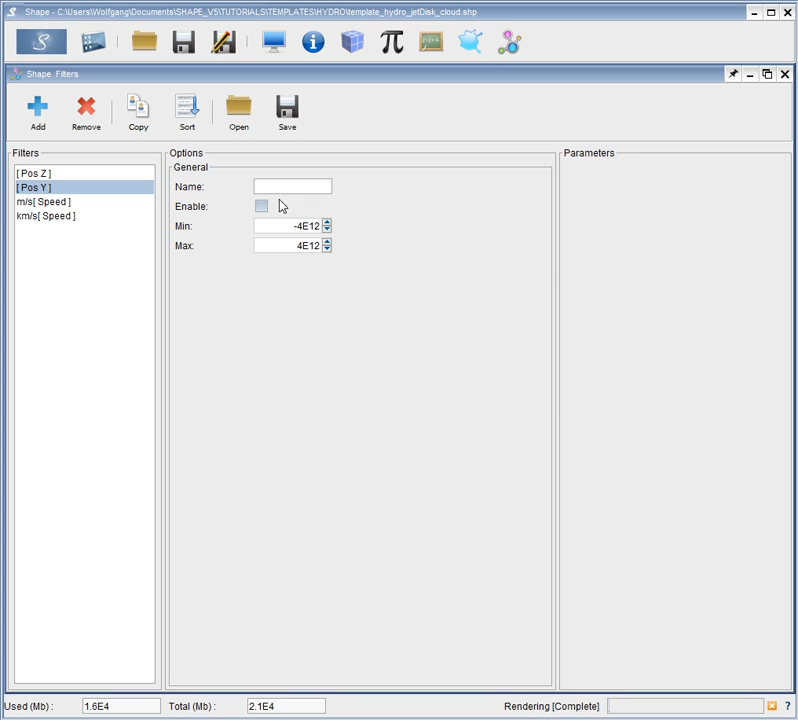 Shape - C:\Users\Wolfgang\Documents\SHAPE_V5\TUTORIALS\TEMPLATES\HYDRO\template_hydro_jetDisk_cloud.shp
Shape Filters
Add Remove Copy Sort Open Save
Filters
[ Pos Z ]
[ Pos Y ]
m/s[ Speed ]
km/s[ Speed ]
Options
General
Name:
Enable:
Min: -4E12
Max: 4E12
Parameters
Used (Mb) : 1.6E4 Total (Mb) : 2.1E4 Rendering [Complete] ?